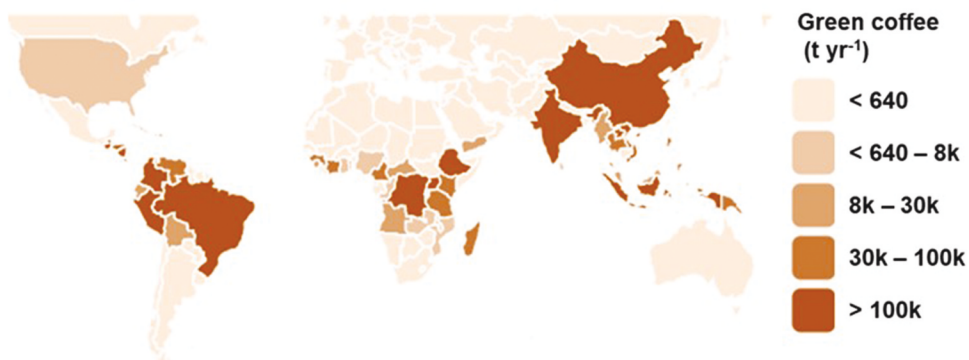 Green coffee
(t yr⁻¹)
< 640
< 640 – 8k
8k – 30k
30k – 100k
> 100k